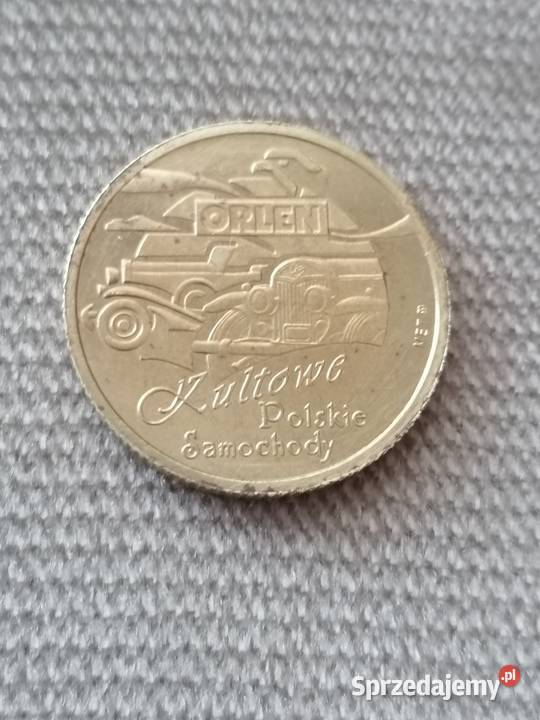 ORLEN
Kultowe
Polskie
Samochody
Sprzedajemy.pl